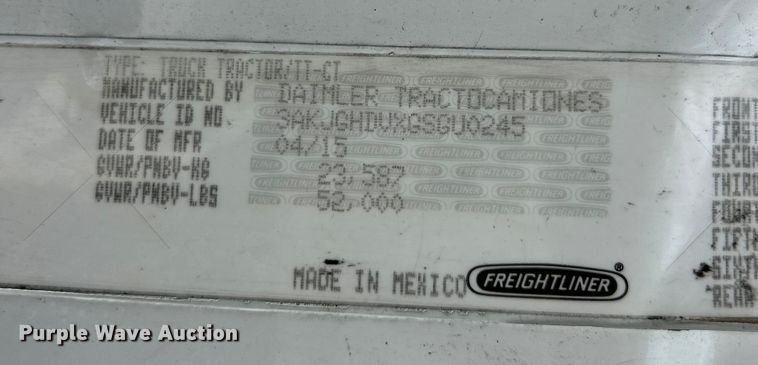 TYPE: TRUCK TRACTOR/TT-CT
MANUFACTURED BY DAIMLER TRACTOCAMIONES
VEHICLE ID NO 3AKJGHDVXGSGU0245
DATE OF MFR 04/15
GVWR/PNBV-KG 23,587
GVWR/PNBV-LBS 52,000
MADE IN MEXICO FREIGHTLINER®
FRONT
FIRST
SECON
THIRD
FOURT
FIFTH
SIXTH
REAR
Purple Wave Auction